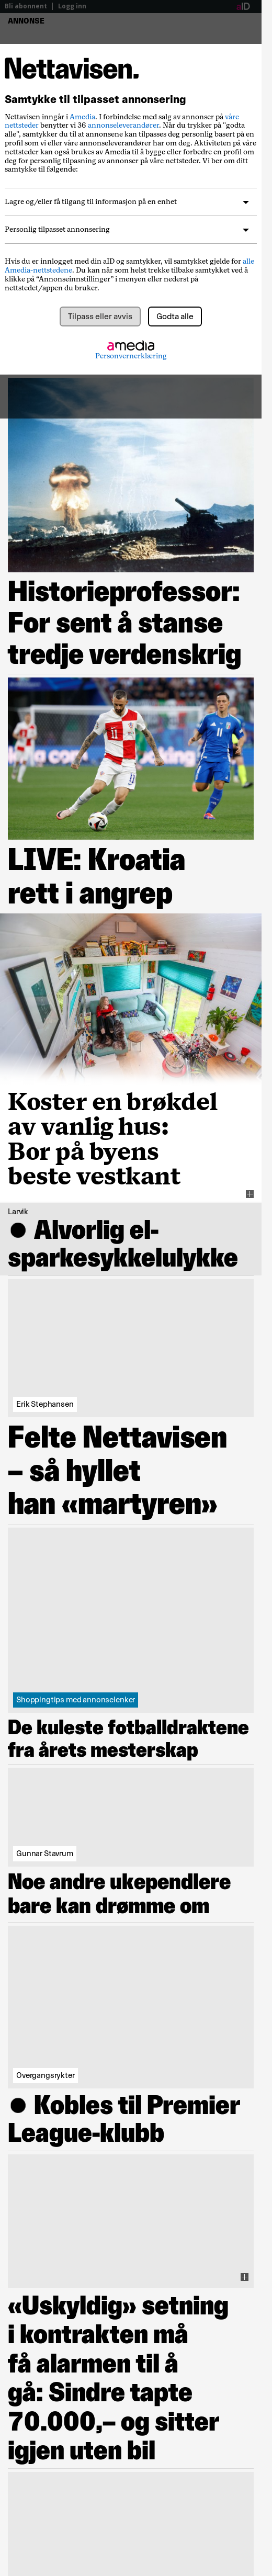 Bli abonnent | Logg inn
aID
ANNONSE
Nettavisen.
Samtykke til tilpasset annonsering
Nettavisen inngår i Amedia. I forbindelse med salg av annonser på våre
nettsteder benytter vi 36 annonseleverandører. Når du trykker på "godta
alle", samtykker du til at annonsene kan tilpasses deg personlig basert på en
profil som vi eller våre annonseleverandører har om deg. Aktiviteten på våre
nettsteder kan også brukes av Amedia til å bygge eller forbedre en profil om
deg for personlig tilpasning av annonser på våre nettsteder. Vi ber om ditt
samtykke til følgende:
Lagre og/eller få tilgang til informasjon på en enhet
Personlig tilpasset annonsering
Hvis du er innlogget med din aID og samtykker, vil samtykket gjelde for alle
Amedia-nettstedene. Du kan når som helst trekke tilbake samtykket ved å
klikke på “Annonseinnstillinger” i menyen eller nederst på
nettstedet/appen du bruker.
Tilpass eller avvis
Godta alle
amedia
Personvernerklæring
Historieprofessor:
For sent å stanse
tredje verdenskrig
LIVE: Kroatia
rett i angrep
Koster en brøkdel
av vanlig hus:
Bor på byens
beste vestkant
Larvik
● Alvorlig el-
sparkesykkelulykke
Erik Stephansen
Felte Nettavisen
– så hyllet
han «martyren»
Shoppingtips med annonselenker
De kuleste fotballdraktene
fra årets mesterskap
Gunnar Stavrum
Noe andre ukependlere
bare kan drømme om
Overgangsrykter
● Kobles til Premier
League-klubb
«Uskyldig» setning
i kontrakten må
få alarmen til å
gå: Sindre tapte
70.000,– og sitter
igjen uten bil